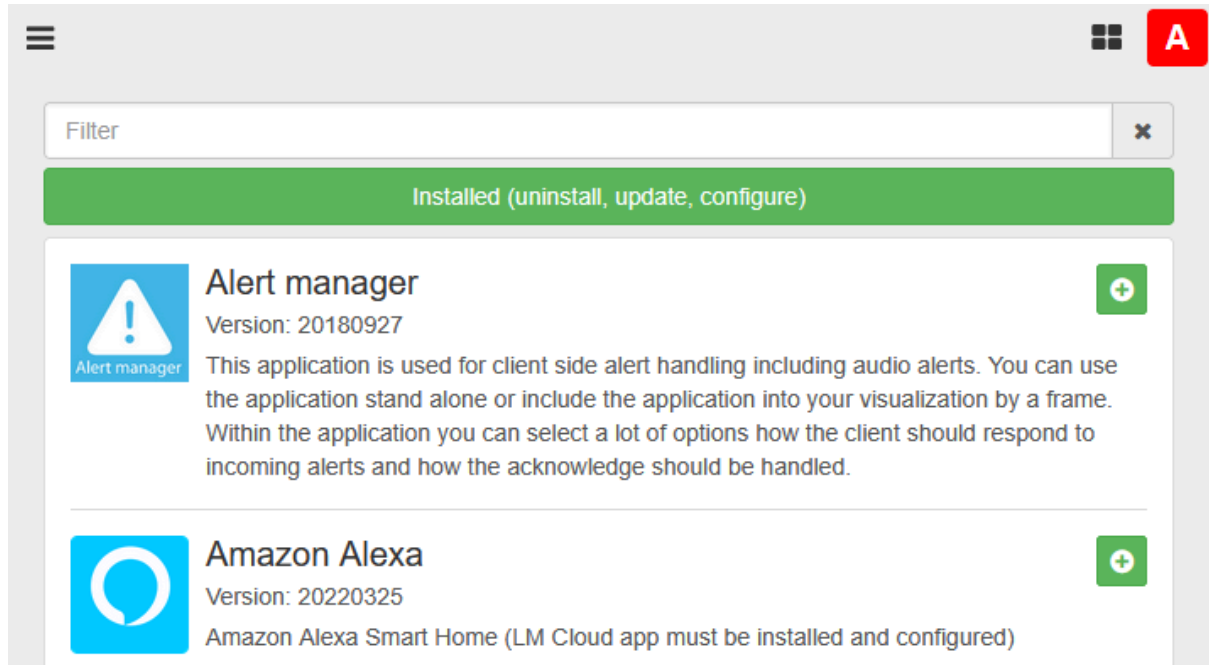 A
Filter
Installed (uninstall, update, configure)
Alert manager
Version: 20180927
Alert manager
This application is used for client side alert handling including audio alerts. You can use
the application stand alone or include the application into your visualization by a frame.
Within the application you can select a lot of options how the client should respond to
incoming alerts and how the acknowledge should be handled.
Amazon Alexa
Version: 20220325
Amazon Alexa Smart Home (LM Cloud app must be installed and configured)